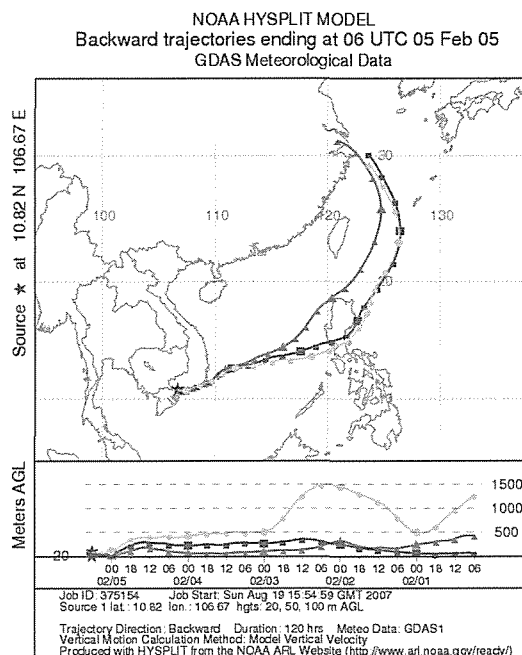 NOAA HYSPLIT MODEL
Backward trajectories ending at 06 UTC 05 Feb 05
GDAS Meteorological Data
Source ★ at 10.82 N 106.67 E
100
110
120
130
30
20
Meters AGL
1500
1000
500
20
00 18 12 06 00 18 12 06 00 18 12 06 00 18 12 06 00 18 12 06
02/05 02/04 02/03 02/02 02/01
Job ID: 375154 Job Start: Sun Aug 19 15:54:59 GMT 2007
Source 1 lat.: 10.82 lon.: 106.67 hgts: 20, 50, 100 m AGL
Trajectory Direction: Backward Duration: 120 hrs Meteo Data: GDAS1
Vertical Motion Calculation Method: Model Vertical Velocity
Produced with HYSPLIT from the NOAA ARL Website (http://www.arl.noaa.gov/ready/)